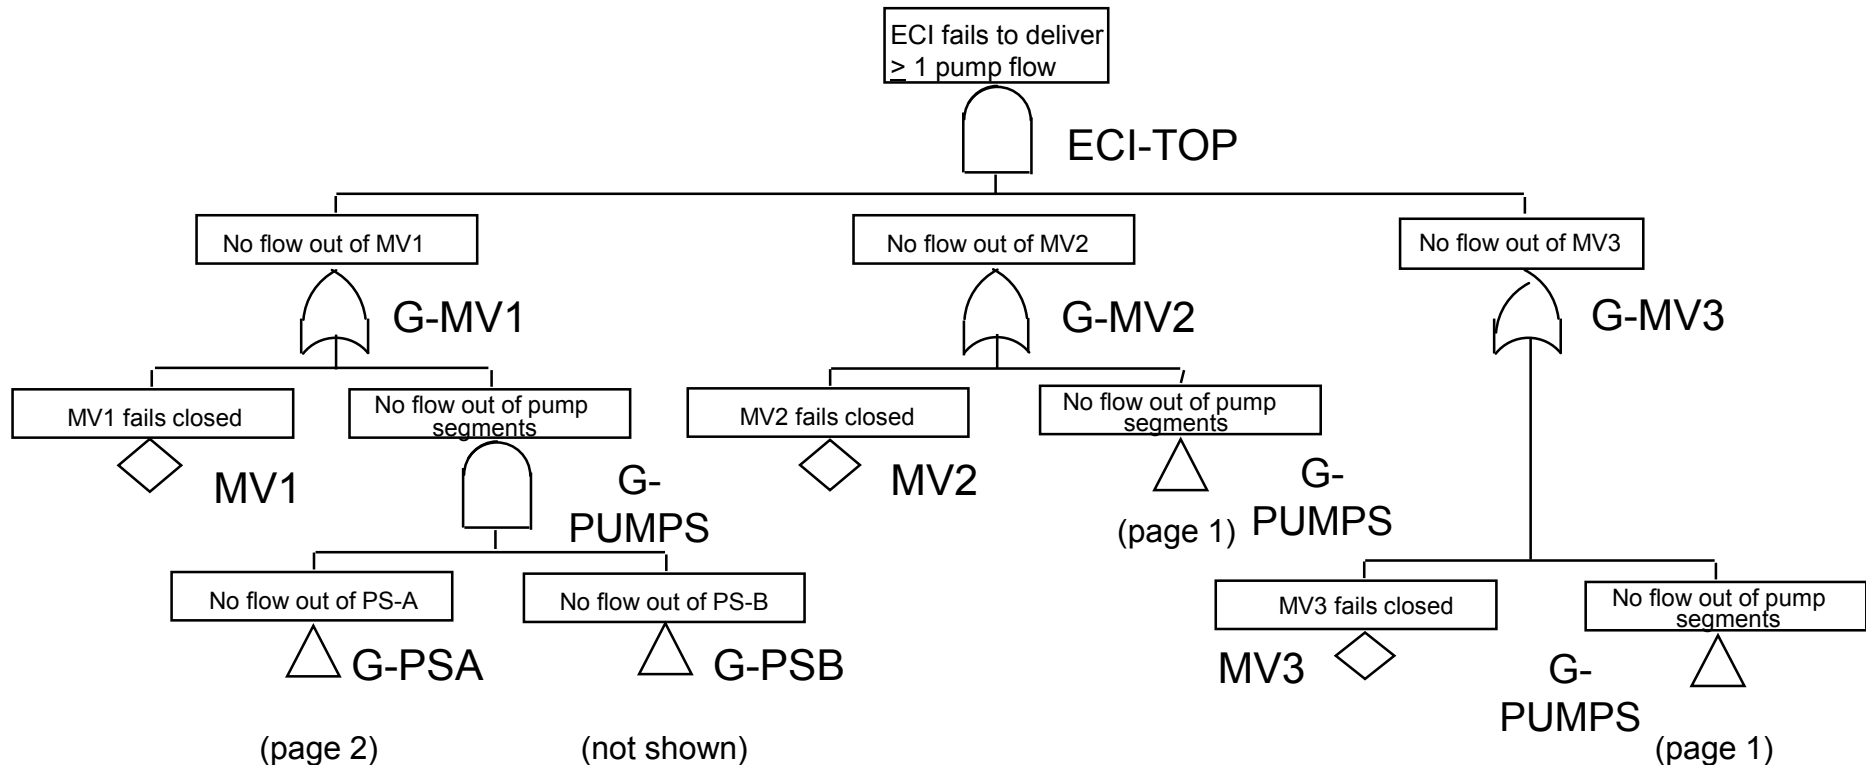 ECI fails to deliver
≥ 1 pump flow
ECI-TOP
No flow out of MV1
No flow out of MV2
No flow out of MV3
G-MV1
G-MV2
G-MV3
MV1 fails closed
No flow out of pump
segments
MV2 fails closed
No flow out of pump
segments
MV1
G-
PUMPS
MV2
G-
PUMPS
(page 1)
No flow out of PS-A
No flow out of PS-B
MV3 fails closed
No flow out of pump
segments
G-PSA
G-PSB
MV3
G-
PUMPS
(page 2)
(not shown)
(page 1)